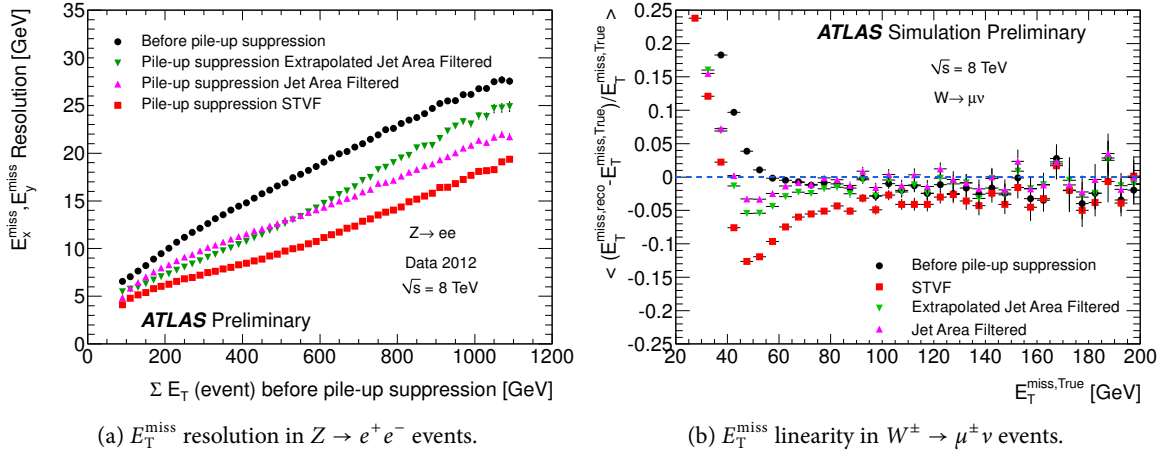 E_x^miss, E_y^miss Resolution [GeV]
35
30
25
20
15
10
5
0
Before pile-up suppression
Pile-up suppression Extrapolated Jet Area Filtered
Pile-up suppression Jet Area Filtered
Pile-up suppression STVF
Z→ ee
Data 2012
√s = 8 TeV
ATLAS Preliminary
0 200 400 600 800 1000 1200
Σ E_T (event) before pile-up suppression [GeV]
(a) E_T^miss resolution in Z → e⁺e⁻ events.
< (E_T^miss,reco - E_T^miss,True)/E_T^miss,True >
0.25
0.2
0.15
0.1
0.05
0
-0.05
-0.1
-0.15
-0.2
-0.25
ATLAS Simulation Preliminary
√s = 8 TeV
W→ μν
Before pile-up suppression
STVF
Extrapolated Jet Area Filtered
Jet Area Filtered
20 40 60 80 100 120 140 160 180 200
E_T^miss,True [GeV]
(b) E_T^miss linearity in W^± → μ^±ν events.